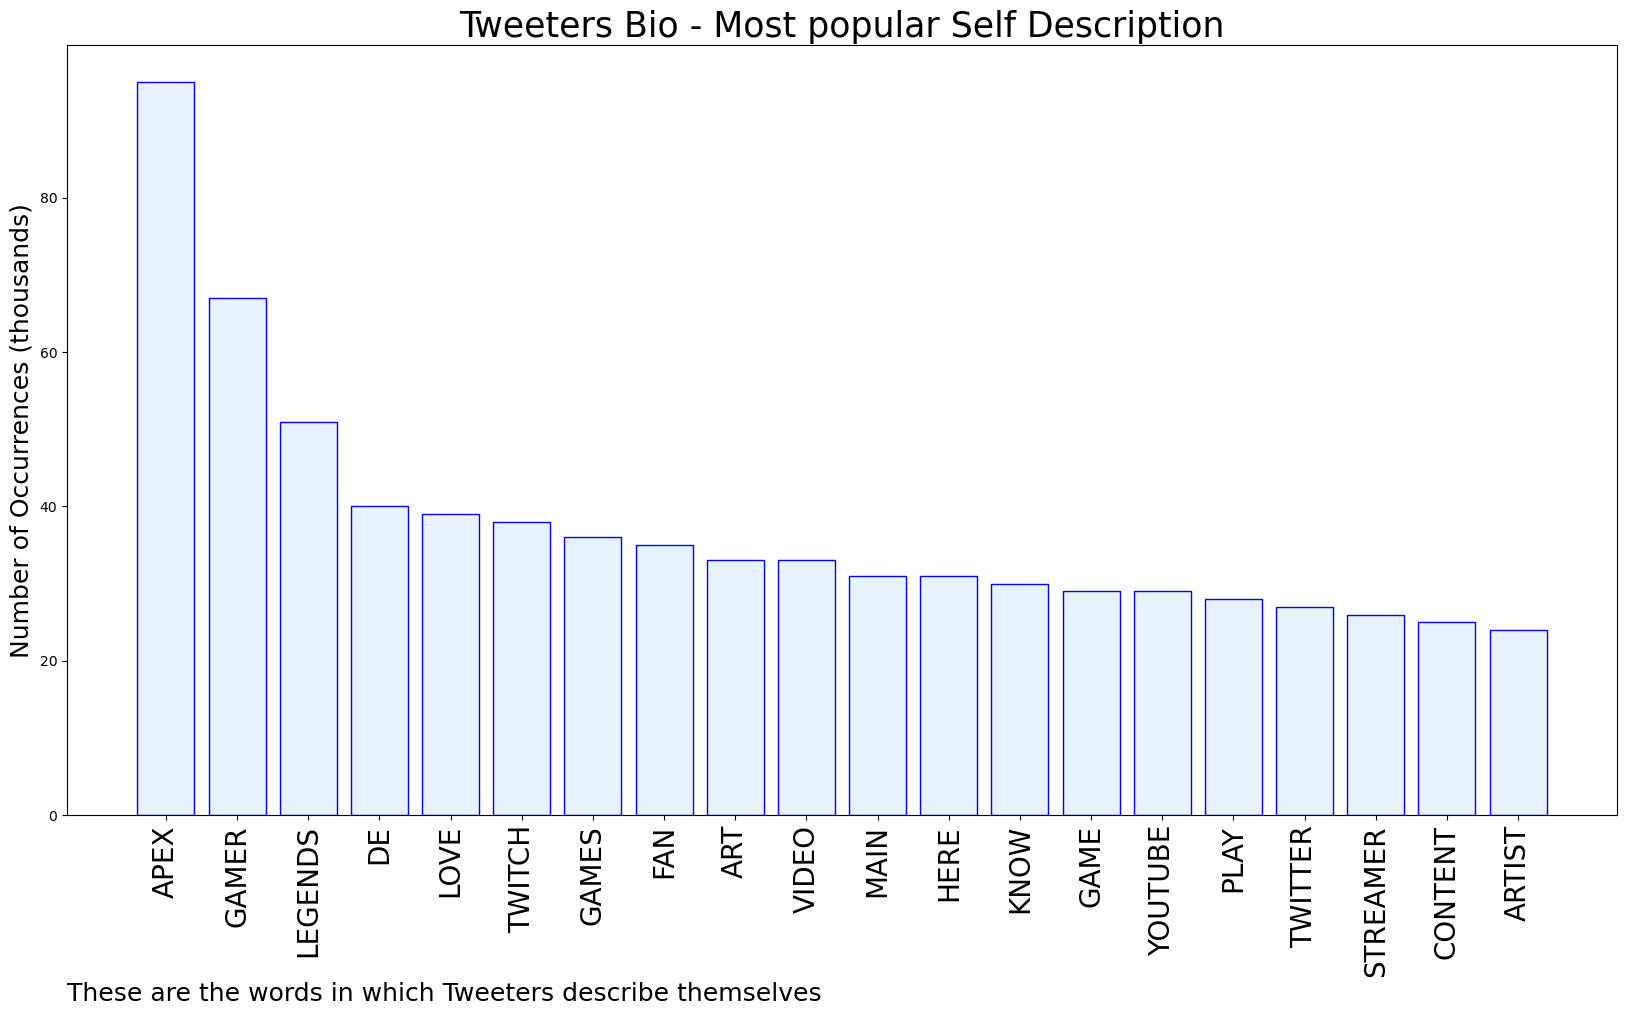 Tweeters Bio - Most popular Self Description
Number of Occurrences (thousands)
80
60
40
20
0
APEX
GAMER
LEGENDS
DE
LOVE
TWITCH
GAMES
FAN
ART
VIDEO
MAIN
HERE
KNOW
GAME
YOUTUBE
PLAY
TWITTER
STREAMER
CONTENT
ARTIST
These are the words in which Tweeters describe themselves